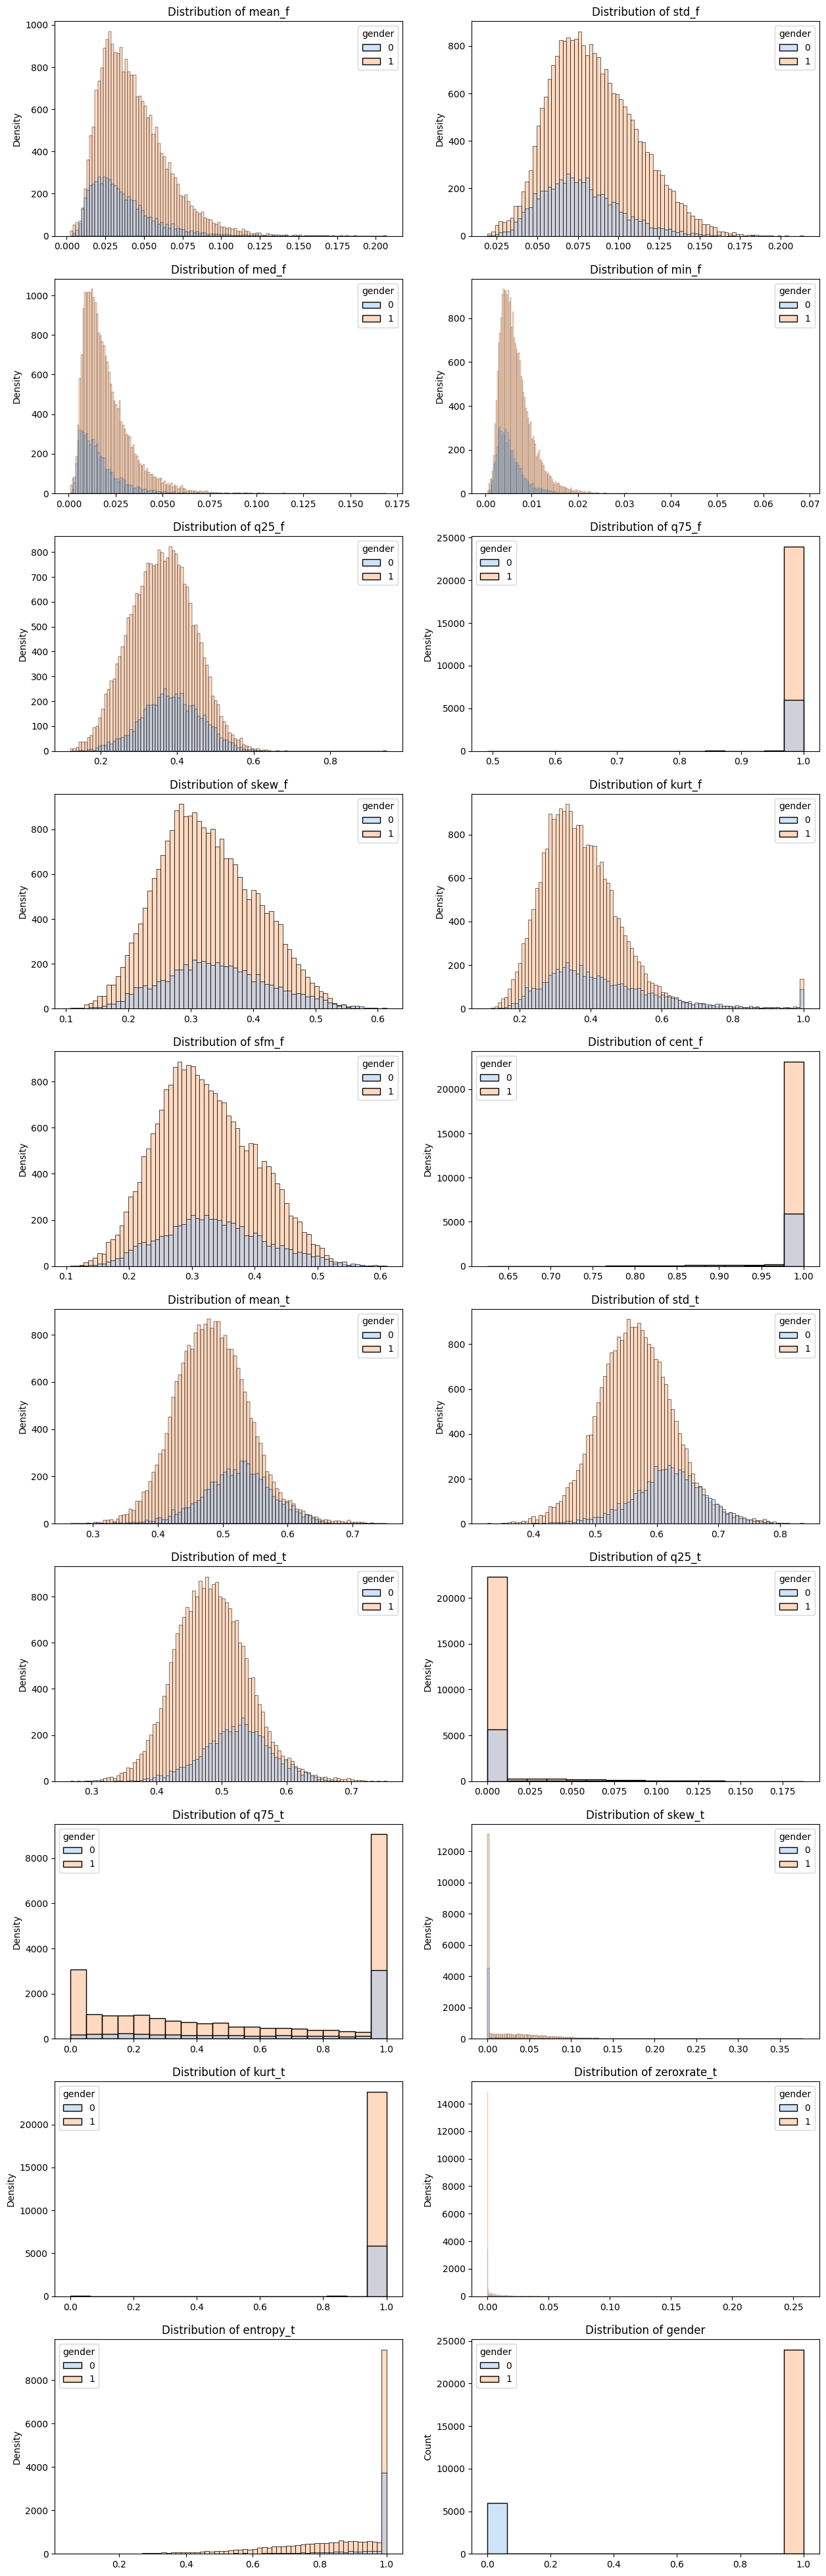 Distribution of mean_f
gender
0
1
Density
1000
800
600
400
200
0
0.000 0.025 0.050 0.075 0.100 0.125 0.150 0.175 0.200
Distribution of std_f
gender
0
1
Density
800
600
400
200
0
0.025 0.050 0.075 0.100 0.125 0.150 0.175 0.200
Distribution of med_f
gender
0
1
Density
1000
800
600
400
200
0
0.000 0.025 0.050 0.075 0.100 0.125 0.150 0.175
Distribution of min_f
gender
0
1
Density
800
600
400
200
0
0.00 0.01 0.02 0.03 0.04 0.05 0.06 0.07
Distribution of q25_f
gender
0
1
Density
800
700
600
500
400
300
200
100
0
0.2 0.4 0.6 0.8
Distribution of q75_f
gender
0
1
Density
25000
20000
15000
10000
5000
0
0.5 0.6 0.7 0.8 0.9 1.0
Distribution of skew_f
gender
0
1
Density
800
600
400
200
0
0.1 0.2 0.3 0.4 0.5 0.6
Distribution of kurt_f
gender
0
1
Density
800
600
400
200
0
0.2 0.4 0.6 0.8 1.0
Distribution of sfm_f
gender
0
1
Density
800
600
400
200
0
0.1 0.2 0.3 0.4 0.5 0.6
Distribution of cent_f
gender
0
1
Density
20000
15000
10000
5000
0
0.65 0.70 0.75 0.80 0.85 0.90 0.95 1.00
Distribution of mean_t
gender
0
1
Density
800
600
400
200
0
0.3 0.4 0.5 0.6 0.7
Distribution of std_t
gender
0
1
Density
800
600
400
200
0
0.4 0.5 0.6 0.7 0.8
Distribution of med_t
gender
0
1
Density
800
600
400
200
0
0.3 0.4 0.5 0.6 0.7
Distribution of q25_t
gender
0
1
Density
20000
15000
10000
5000
0
0.000 0.025 0.050 0.075 0.100 0.125 0.150 0.175
Distribution of q75_t
gender
0
1
Density
8000
6000
4000
2000
0
0.0 0.2 0.4 0.6 0.8 1.0
Distribution of skew_t
gender
0
1
Density
12000
10000
8000
6000
4000
2000
0
0.00 0.05 0.10 0.15 0.20 0.25 0.30 0.35
Distribution of kurt_t
gender
0
1
Density
20000
15000
10000
5000
0
0.0 0.2 0.4 0.6 0.8 1.0
Distribution of zeroxrate_t
gender
0
1
Density
14000
12000
10000
8000
6000
4000
2000
0
0.00 0.05 0.10 0.15 0.20 0.25
Distribution of entropy_t
gender
0
1
Density
8000
6000
4000
2000
0
0.2 0.4 0.6 0.8 1.0
Distribution of gender
gender
0
1
Count
25000
20000
15000
10000
5000
0
0.0 0.2 0.4 0.6 0.8 1.0